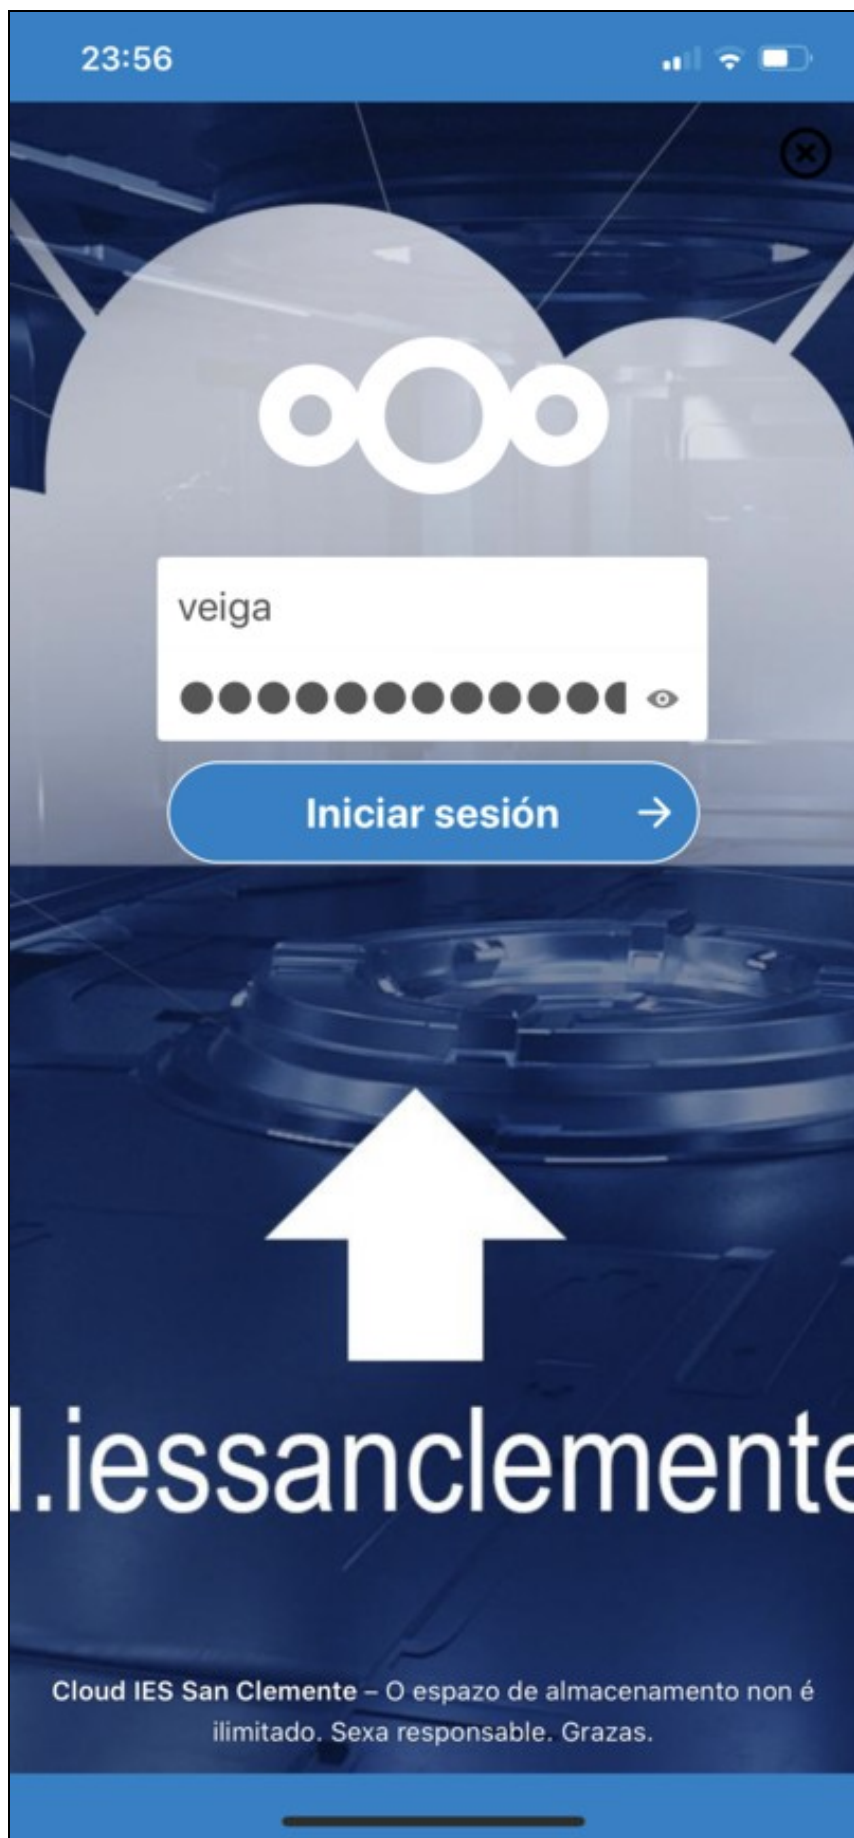 23:56
veiga
Iniciar sesión
l.iessanclemente
Cloud IES San Clemente – O espazo de almacenamento non é
ilimitado. Sexa responsable. Grazas.